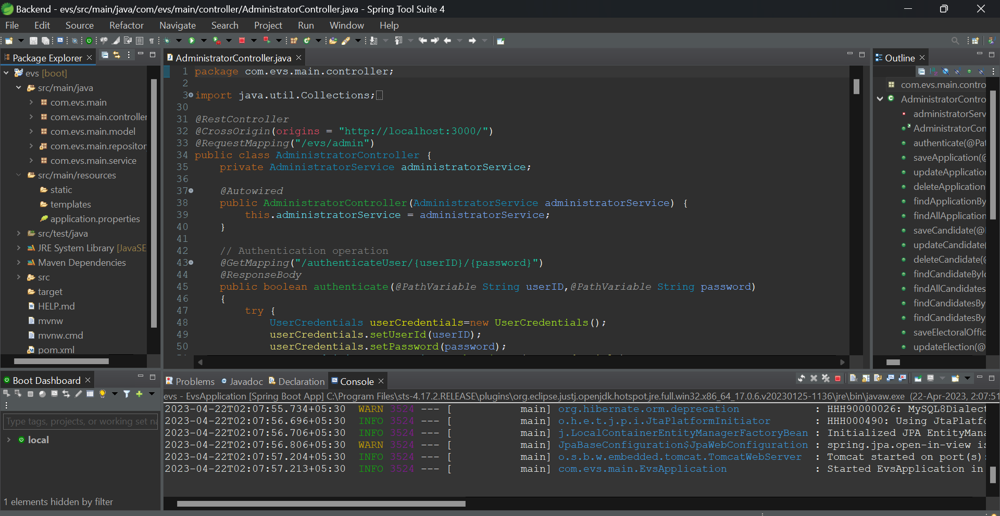 Backend - evs/src/main/java/com/evs/main/controller/AdministratorController.java - Spring Tool Suite 4
File Edit Source Refactor Navigate Search Project Run Window Help
Package Explorer
evs [boot]
src/main/java
com.evs.main
com.evs.main.controller
com.evs.main.model
com.evs.main.repositor
com.evs.main.service
src/main/resources
static
templates
application.properties
src/test/java
JRE System Library [JavaSE
Maven Dependencies
src
target
HELP.md
mvnw
mvnw.cmd
pom.xml
AdministratorController.java
1 package com.evs.main.controller;
2
3 import java.util.Collections;
30
31 @RestController
32 @CrossOrigin(origins = "http://localhost:3000/")
33 @RequestMapping("/evs/admin")
34 public class AdministratorController {
35 private AdministratorService administratorService;
36
37 @Autowired
38 public AdministratorController(AdministratorService administratorService) {
39 this.administratorService = administratorService;
40 }
41
42 // Authentication operation
43 @GetMapping("/authenticateUser/{userID}/{password}")
44 @ResponseBody
45 public boolean authenticate(@PathVariable String userID,@PathVariable String password)
46 {
47 try {
48 UserCredentials userCredentials=new UserCredentials();
49 userCredentials.setUserId(userID);
50 userCredentials.setPassword(password);
Outline
com.evs.main.contro
AdministratorContro
administratorServ
AdministratorCon
authenticate(@Pat
saveApplication(@
updateApplication
deleteApplication
findApplicationBy
findAllApplication
saveCandidate(@
updateCandidate(
deleteCandidate(@
findCandidateById
findAllCandidates
findCandidatesBy
findCandidatesBy
saveElectoralOffic
updateElection(@
Boot Dashboard
Type tags, projects, or working set na
local
1 elements hidden by filter
Problems Javadoc Declaration Console
evs - EvsApplication [Spring Boot App] C:\Program Files\sts-4.17.2.RELEASE\plugins\org.eclipse.justj.openjdk.hotspot.jre.full.win32.x86_64_17.0.6.v20230125-1136\jre\bin\javaw.exe (22-Apr-2023, 2:07:51
2023-04-22T02:07:55.734+05:30 WARN 3524 --- [ main] org.hibernate.orm.deprecation : HHH90000026: MySQL8Dialect
2023-04-22T02:07:56.696+05:30 INFO 3524 --- [ main] o.h.e.t.j.p.i.JtaPlatformInitiator : HHH000490: Using JtaPlatfo
2023-04-22T02:07:56.706+05:30 INFO 3524 --- [ main] j.LocalContainerEntityManagerFactoryBean : Initialized JPA EntityMana
2023-04-22T02:07:56.806+05:30 WARN 3524 --- [ main] JpaBaseConfiguration$JpaWebConfiguration : spring.jpa.open-in-view is
2023-04-22T02:07:57.204+05:30 INFO 3524 --- [ main] o.s.b.w.embedded.tomcat.TomcatWebServer : Tomcat started on port(s):
2023-04-22T02:07:57.213+05:30 INFO 3524 --- [ main] com.evs.main.EvsApplication : Started EvsApplication in